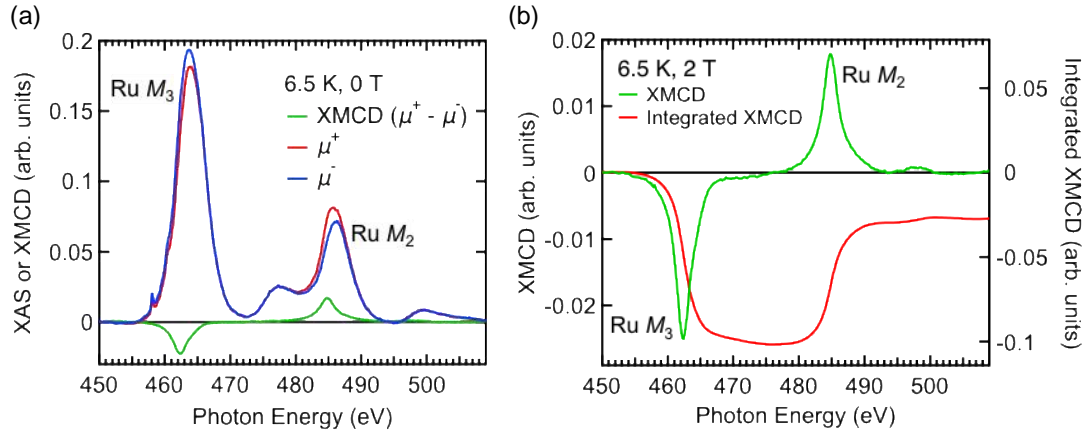 (a)
0.2
0.15
0.1
0.05
0
XAS or XMCD (arb. units)
6.5 K, 0 T
XMCD (μ⁺ - μ⁻)
μ⁺
μ⁻
Ru M₃
Ru M₂
450 460 470 480 490 500
Photon Energy (eV)
(b)
0.02
0.01
0
-0.01
-0.02
XMCD (arb. units)
6.5 K, 2 T
XMCD
Integrated XMCD
Ru M₂
Ru M₃
0.05
0
-0.05
-0.1
Integrated
XMCD (arb. units)
450 460 470 480 490 500
Photon Energy (eV)